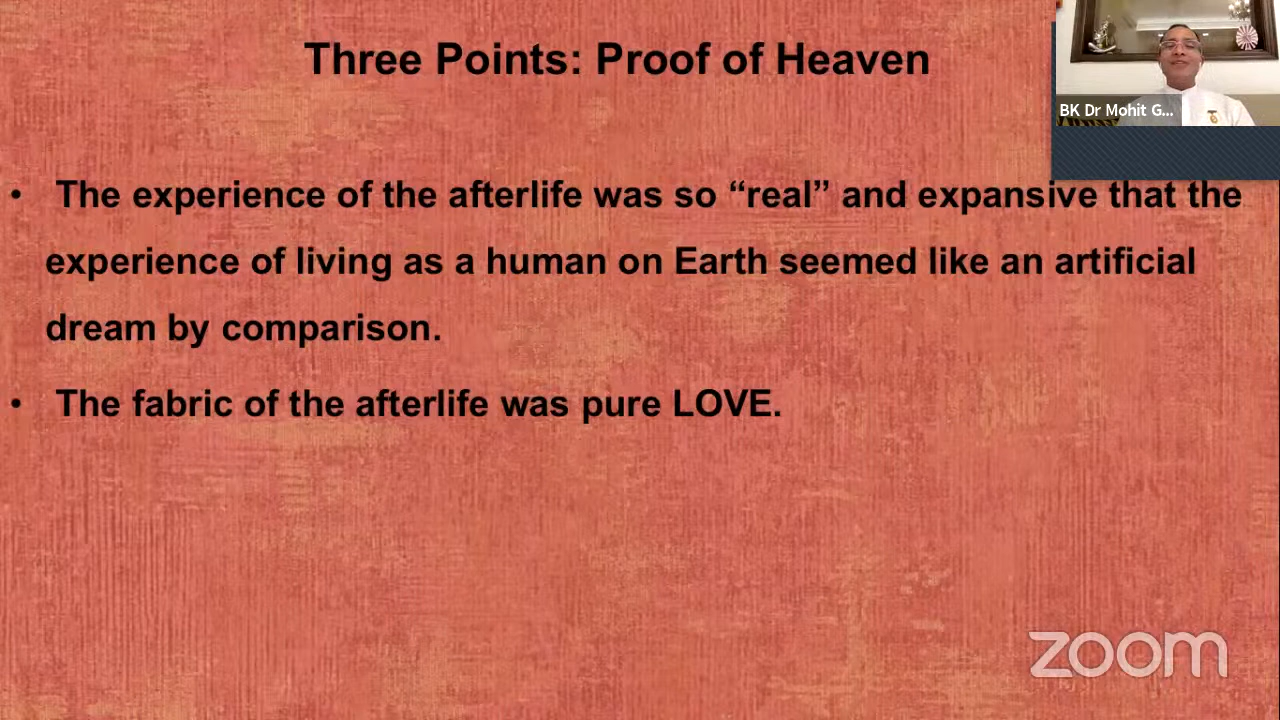 Three Points: Proof of Heaven
BK Dr Mohit G...
• The experience of the afterlife was so “real” and expansive that the
experience of living as a human on Earth seemed like an artificial
dream by comparison.
• The fabric of the afterlife was pure LOVE.
zoom